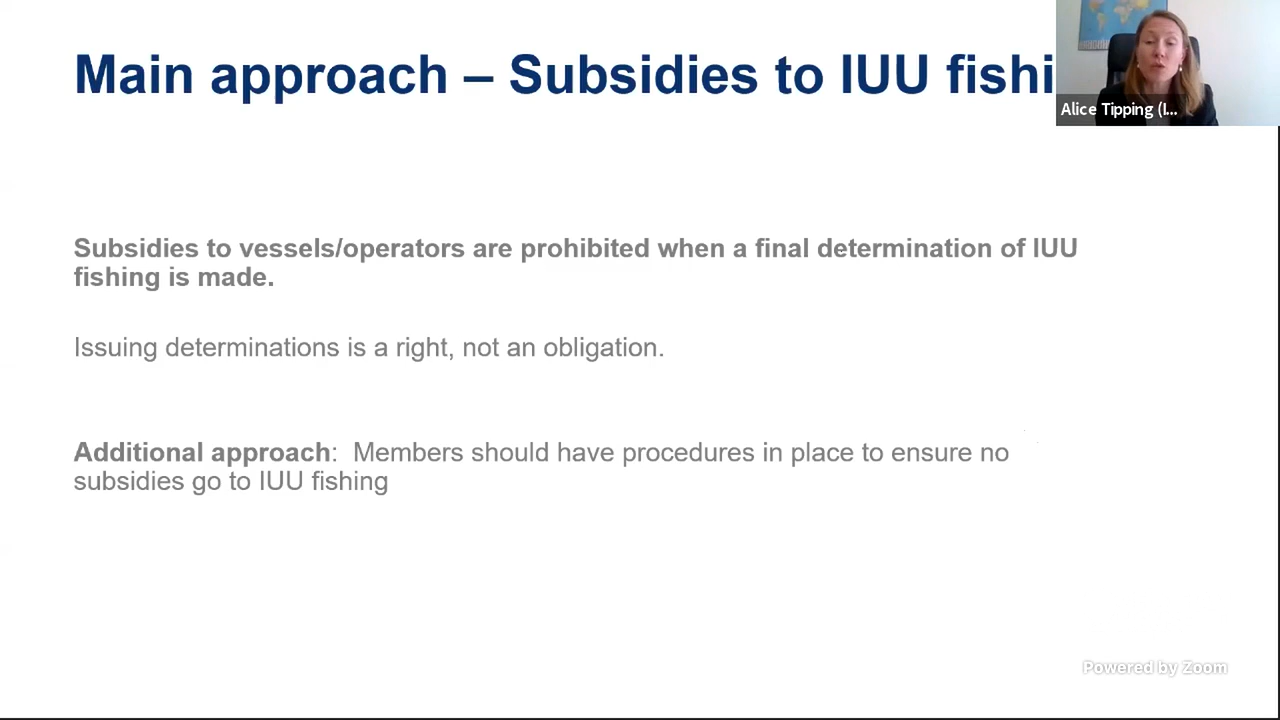 Main approach – Subsidies to IUU fishi
Alice Tipping (I...
Subsidies to vessels/operators are prohibited when a final determination of IUU
fishing is made.
Issuing determinations is a right, not an obligation.
Additional approach:  Members should have procedures in place to ensure no
subsidies go to IUU fishing
Powered by Zoom